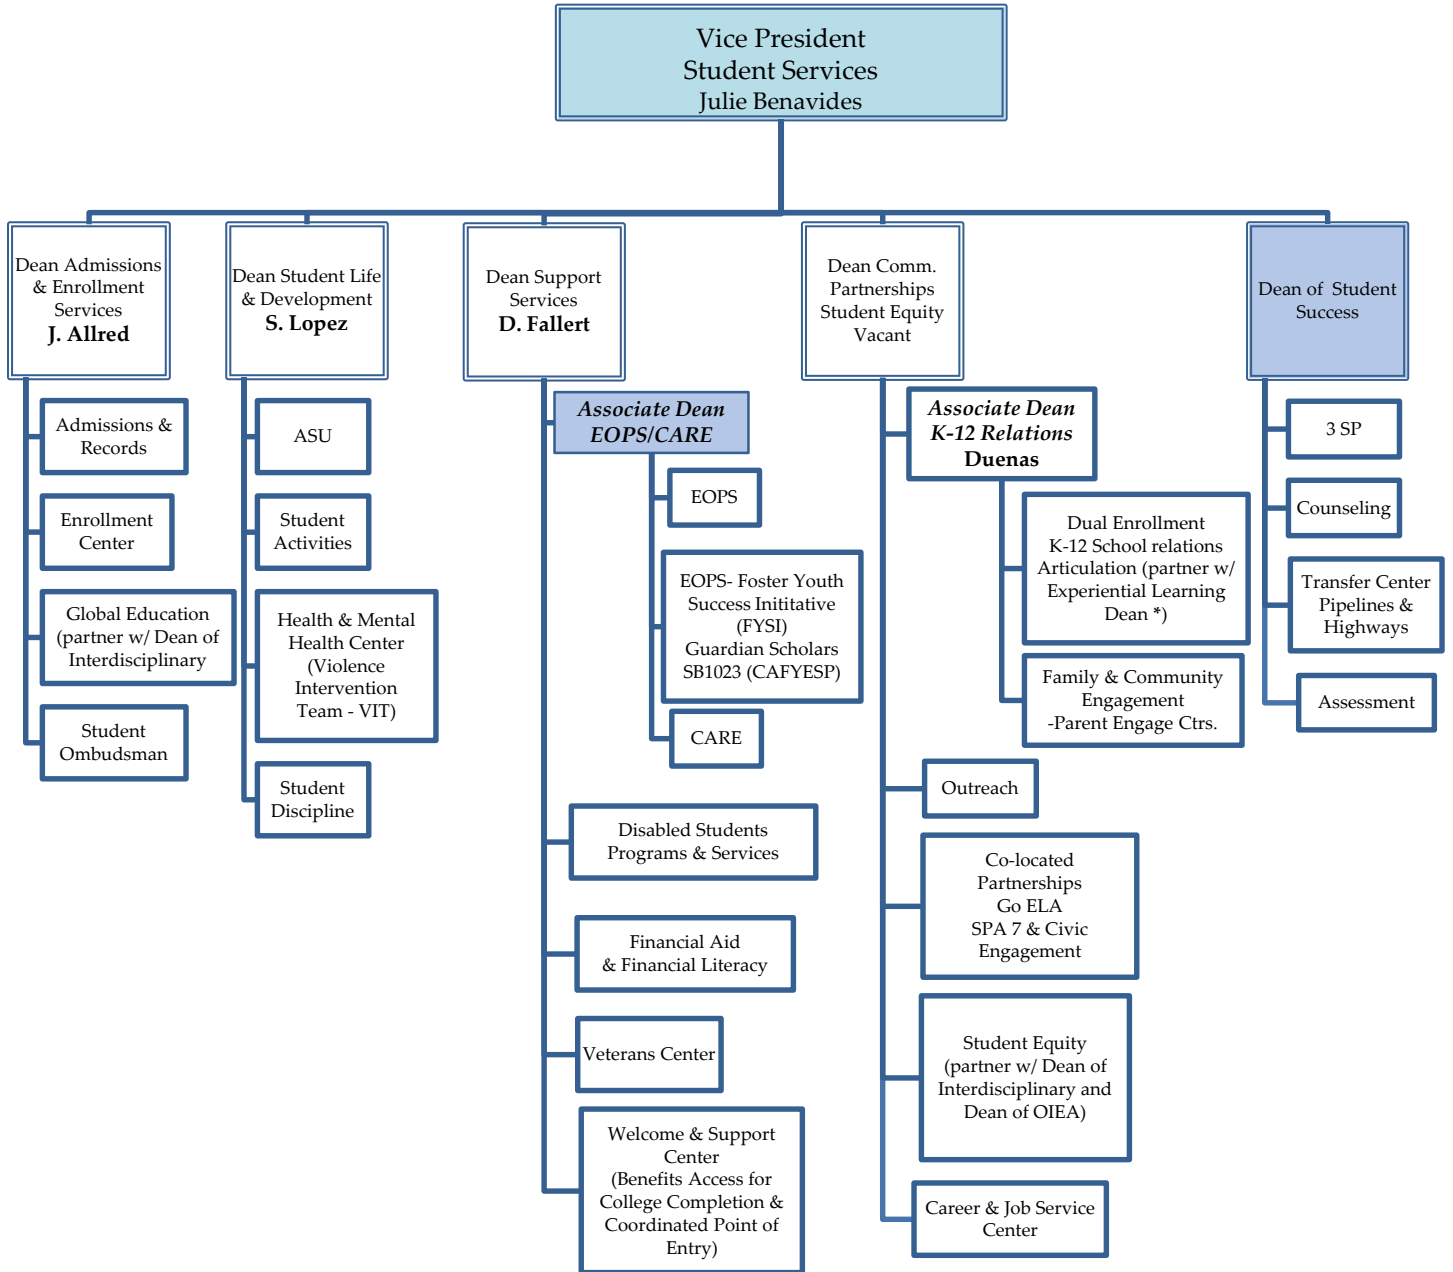 Vice President
Student Services
Julie Benavides
Dean Admissions
& Enrollment
Services
J. Allred
Admissions &
Records
Enrollment
Center
Global Education
(partner w/ Dean of
Interdisciplinary
Student
Ombudsman
Dean Student Life
& Development
S. Lopez
ASU
Student
Activities
Health & Mental
Health Center
(Violence
Intervention
Team - VIT)
Student
Discipline
Dean Support
Services
D. Fallert
Associate Dean
EOPS/CARE
EOPS
EOPS- Foster Youth
Success Inititative
(FYSI)
Guardian Scholars
SB1023 (CAFYESP)
CARE
Disabled Students
Programs & Services
Financial Aid
& Financial Literacy
Veterans Center
Welcome & Support
Center
(Benefits Access for
College Completion &
Coordinated Point of
Entry)
Dean Comm.
Partnerships
Student Equity
Vacant
Associate Dean
K-12 Relations
Duenas
Dual Enrollment
K-12 School relations
Articulation (partner w/
Experiential Learning
Dean *)
Family & Community
Engagement
-Parent Engage Ctrs.
Outreach
Co-located
Partnerships
Go ELA
SPA 7 & Civic
Engagement
Student Equity
(partner w/ Dean of
Interdisciplinary and
Dean of OIEA)
Career & Job Service
Center
Dean of Student
Success
3 SP
Counseling
Transfer Center
Pipelines &
Highways
Assessment